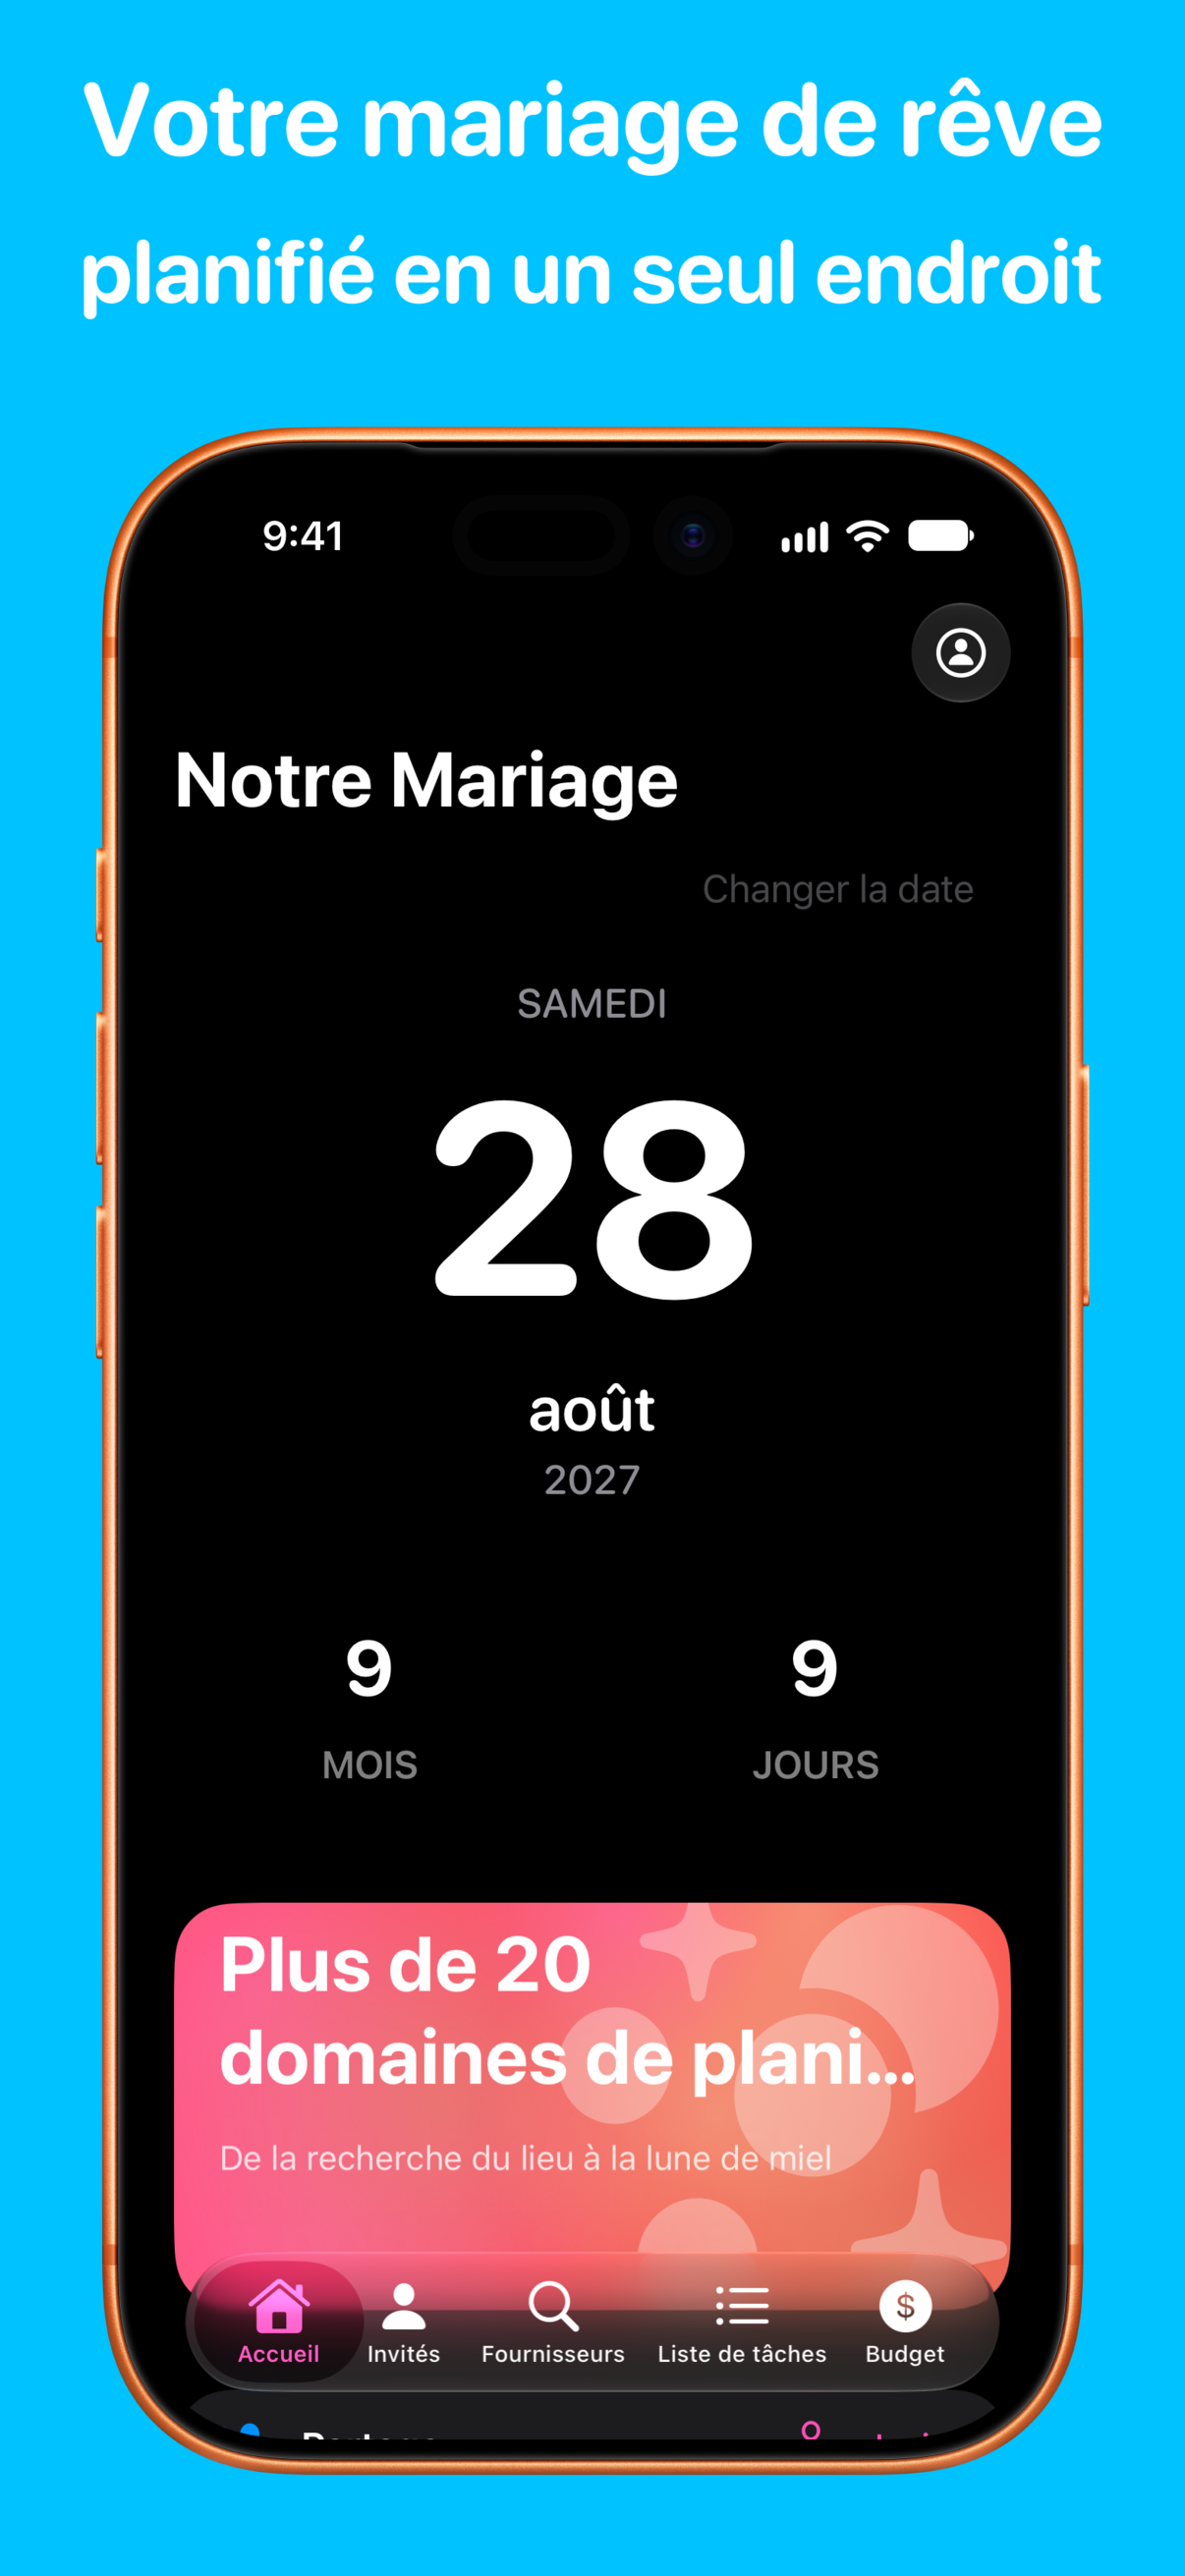 Votre mariage de rêve
planifié en un seul endroit
9:41
Notre Mariage
Changer la date
SAMEDI
28
août
2027
9
MOIS
9
JOURS
Plus de 20
domaines de plani...
De la recherche du lieu à la lune de miel
Accueil
Invités
Fournisseurs
Liste de tâches
Budget